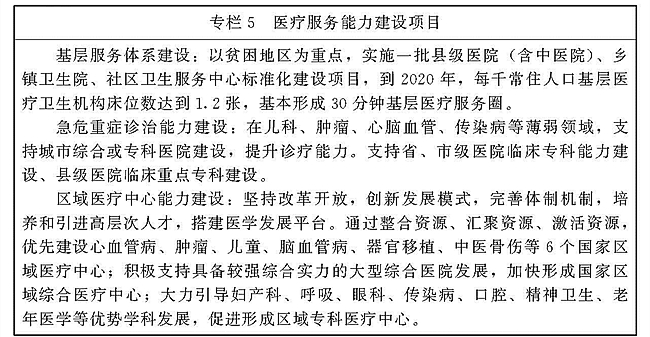 专栏 5 医疗服务能力建设项目
基层服务体系建设：以贫困地区为重点，实施一批县级医院（含中医院）、乡
镇卫生院、社区卫生服务中心标准化建设项目，到 2020 年，每千常住人口基层医
疗卫生机构床位数达到 1.2 张，基本形成 30 分钟基层医疗服务圈。
急危重症诊治能力建设：在儿科、肿瘤、心脑血管、传染病等薄弱领域，支
持城市综合或专科医院建设，提升诊疗能力。支持省、市级医院临床专科能力建
设、县级医院临床重点专科建设。
区域医疗中心能力建设：坚持改革开放，创新发展模式，完善体制机制，培
养和引进高层次人才，搭建医学发展平台。通过整合资源、汇聚资源、激活资源，
优先建设心血管病、肿瘤、儿童、脑血管病、器官移植、中医骨伤等 6 个国家区
域医疗中心；积极支持具备较强综合实力的大型综合医院发展，加快形成国家区
域综合医疗中心；大力引导妇产科、呼吸、眼科、传染病、口腔、精神卫生、老
年医学等优势学科发展，促进形成区域专科医疗中心。